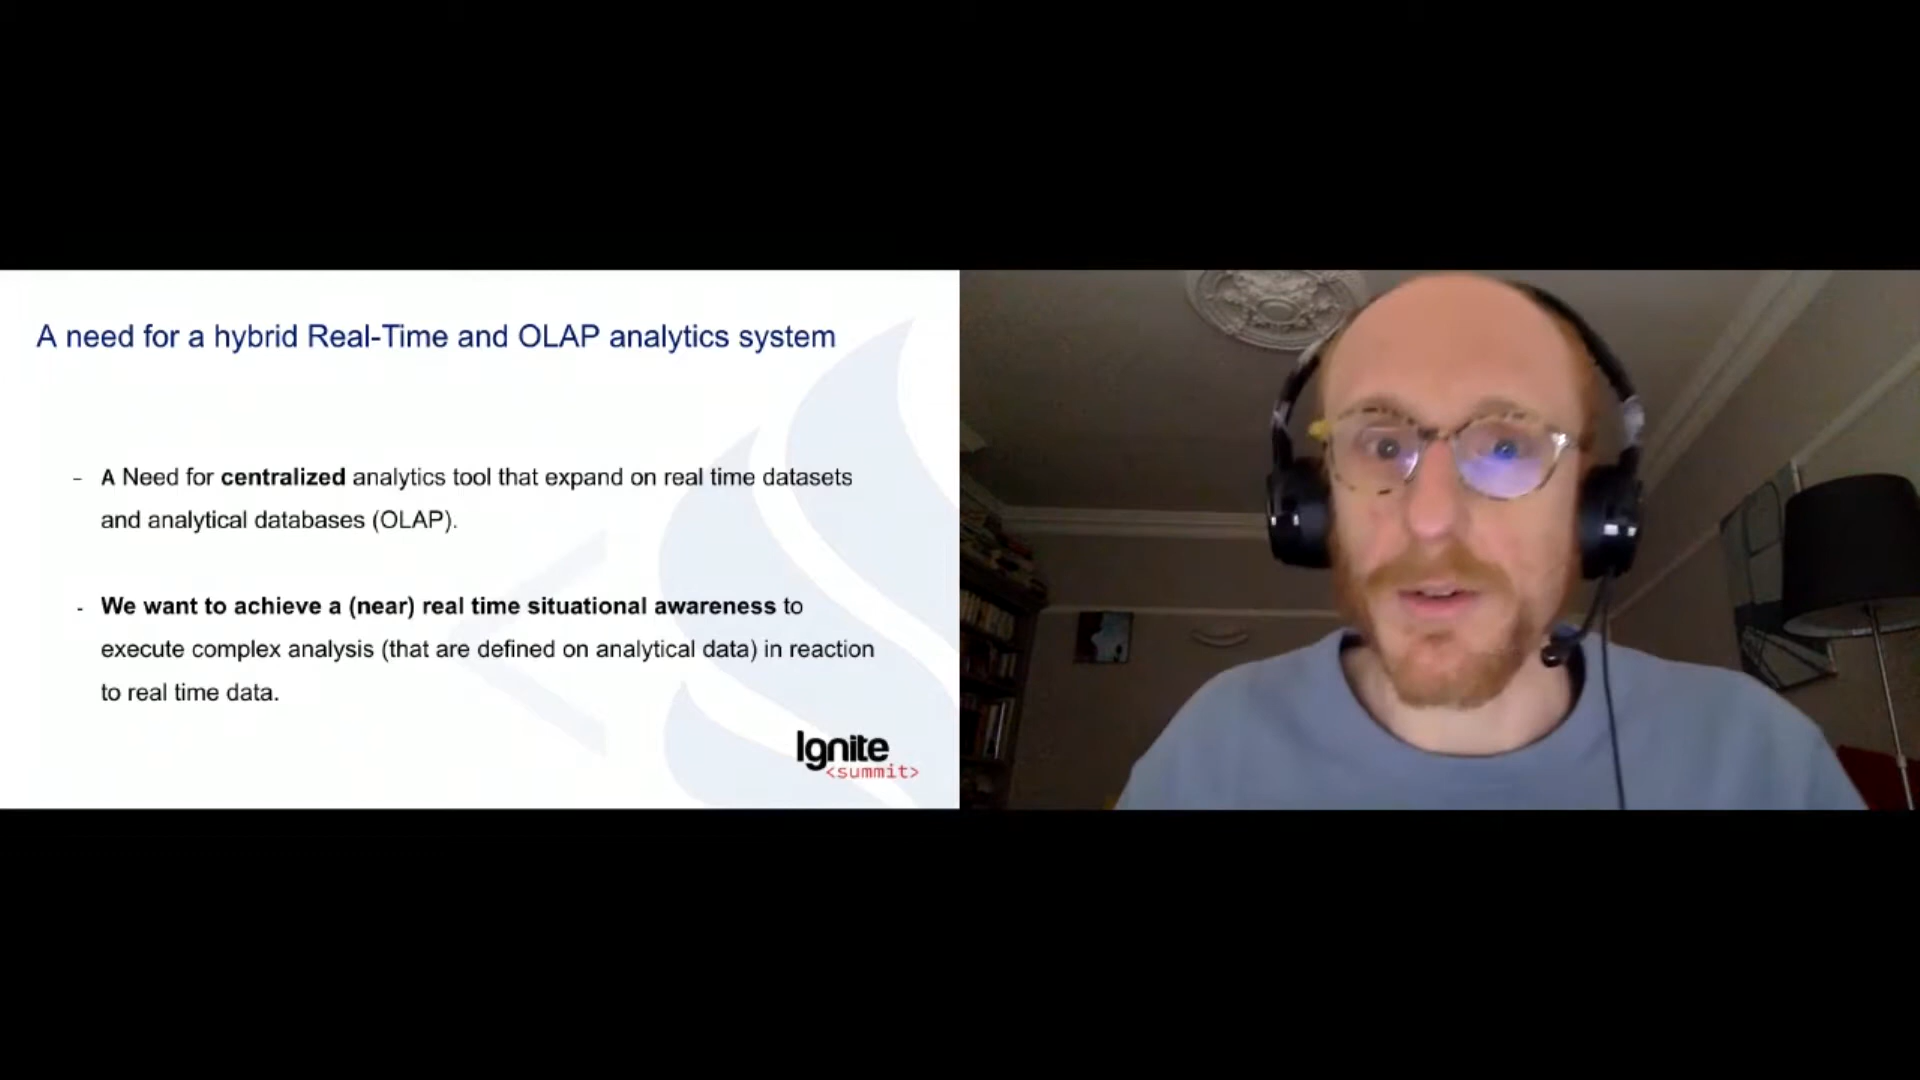 A need for a hybrid Real-Time and OLAP analytics system
- A Need for centralized analytics tool that expand on real time datasets
and analytical databases (OLAP).
- We want to achieve a (near) real time situational awareness to
execute complex analysis (that are defined on analytical data) in reaction
to real time data.
Ignite
<summit>